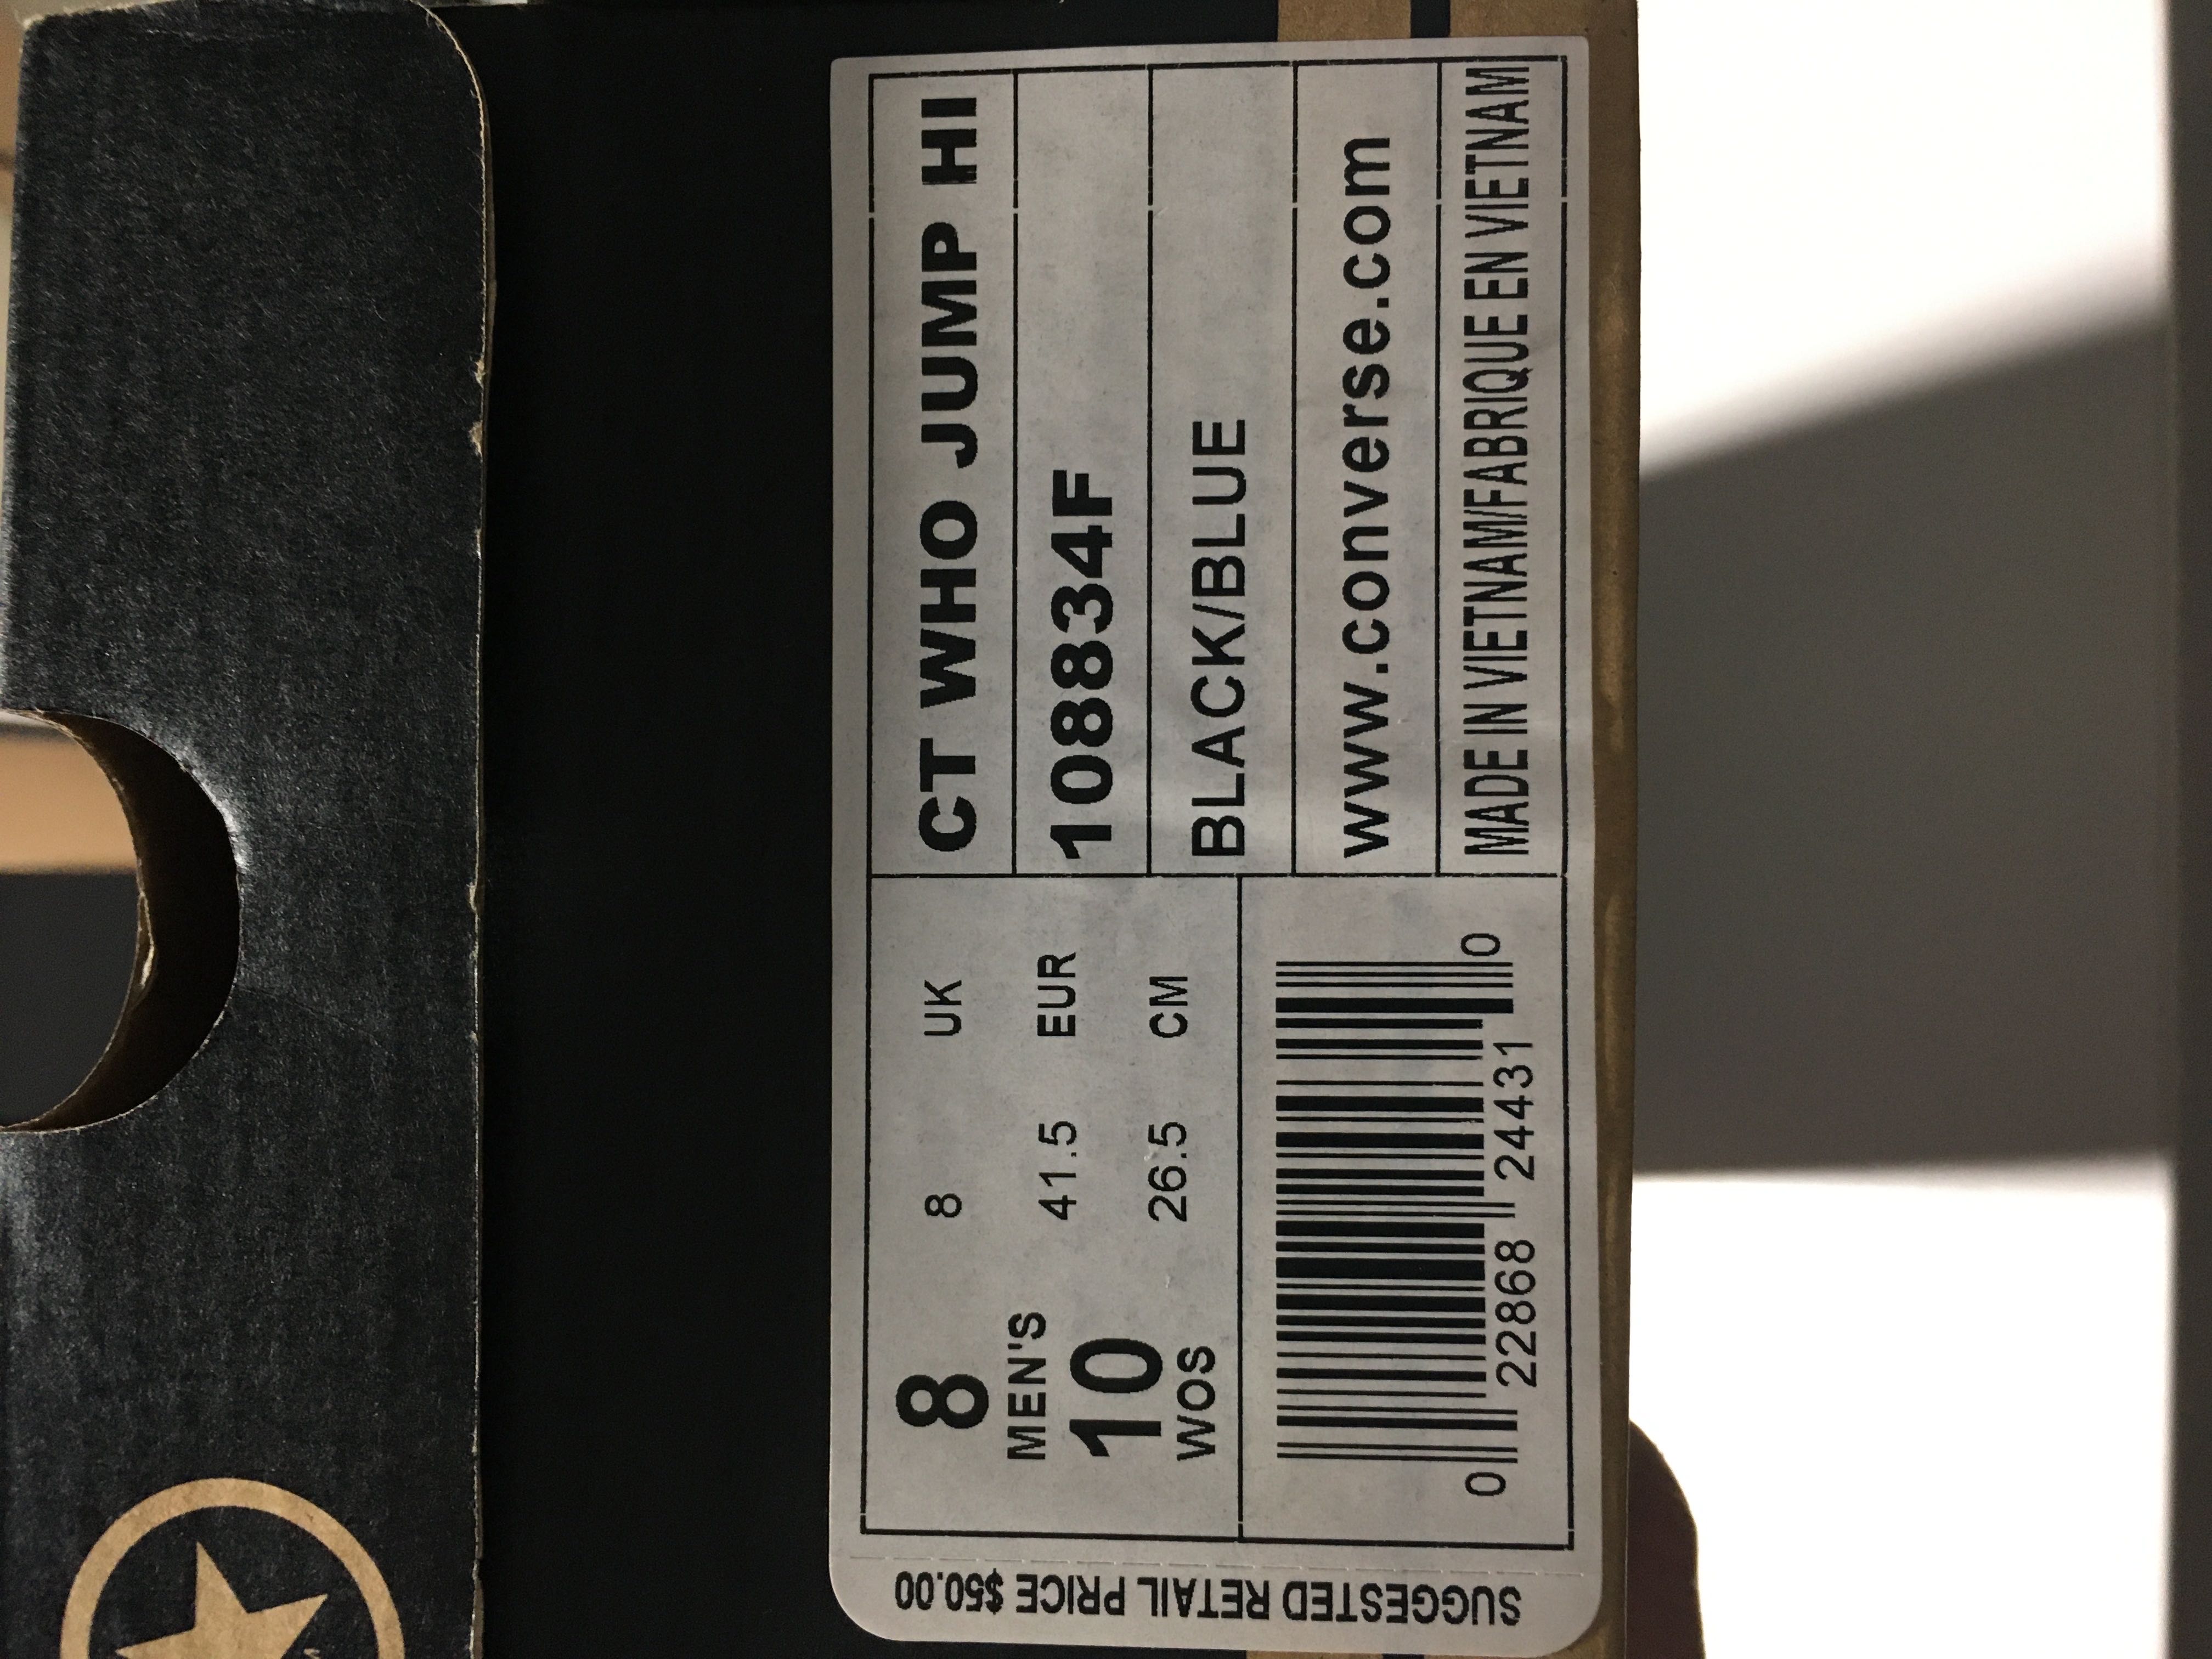 CT WHO JUMP HI
108834F
BLACK/BLUE
www.converse.com
MADE IN VIETNAM/FABRIQUE EN VIETNAM
8 UK
8
MEN'S
41.5 EUR
10
WOS
26.5 CM
0 22868 24431 0
SUGGESTED RETAIL PRICE $50.00